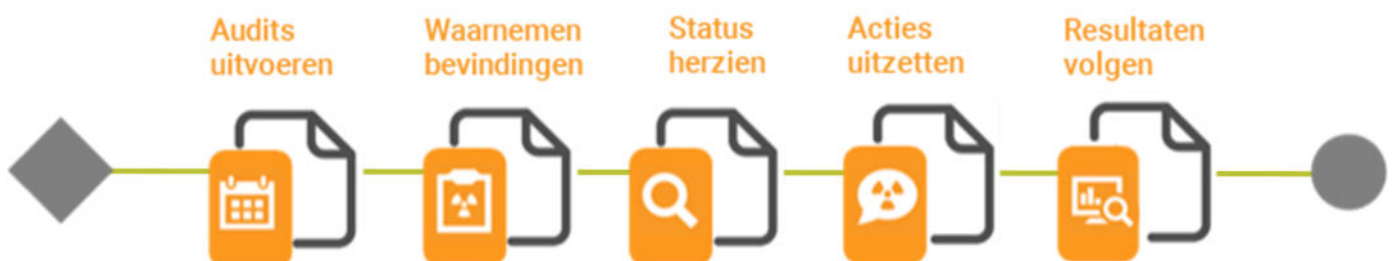 Audits
uitvoeren
Waarnemen
bevindingen
Status
herzien
Acties
uitzetten
Resultaten
volgen